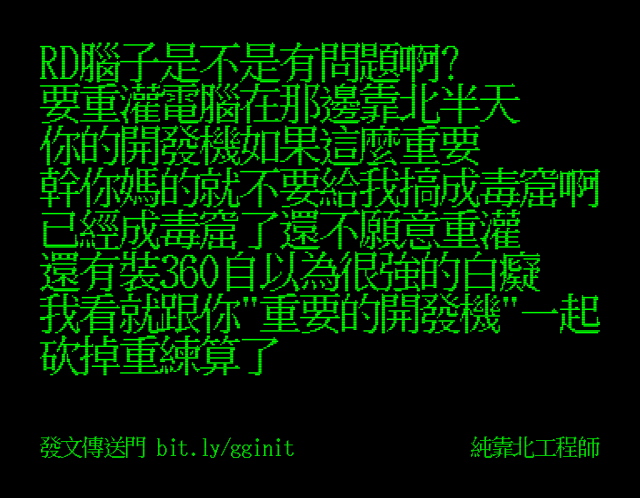 RD腦子是不是有問題啊?
要重灌電腦在那邊靠北半天
你的開發機如果這麼重要
幹你媽的就不要給我搞成毒窟啊
已經成毒窟了還不願意重灌
還有裝360自以為很強的白癡
我看就跟你"重要的開發機"一起
砍掉重練算了
發文傳送門 bit.ly/gginit
純靠北工程師